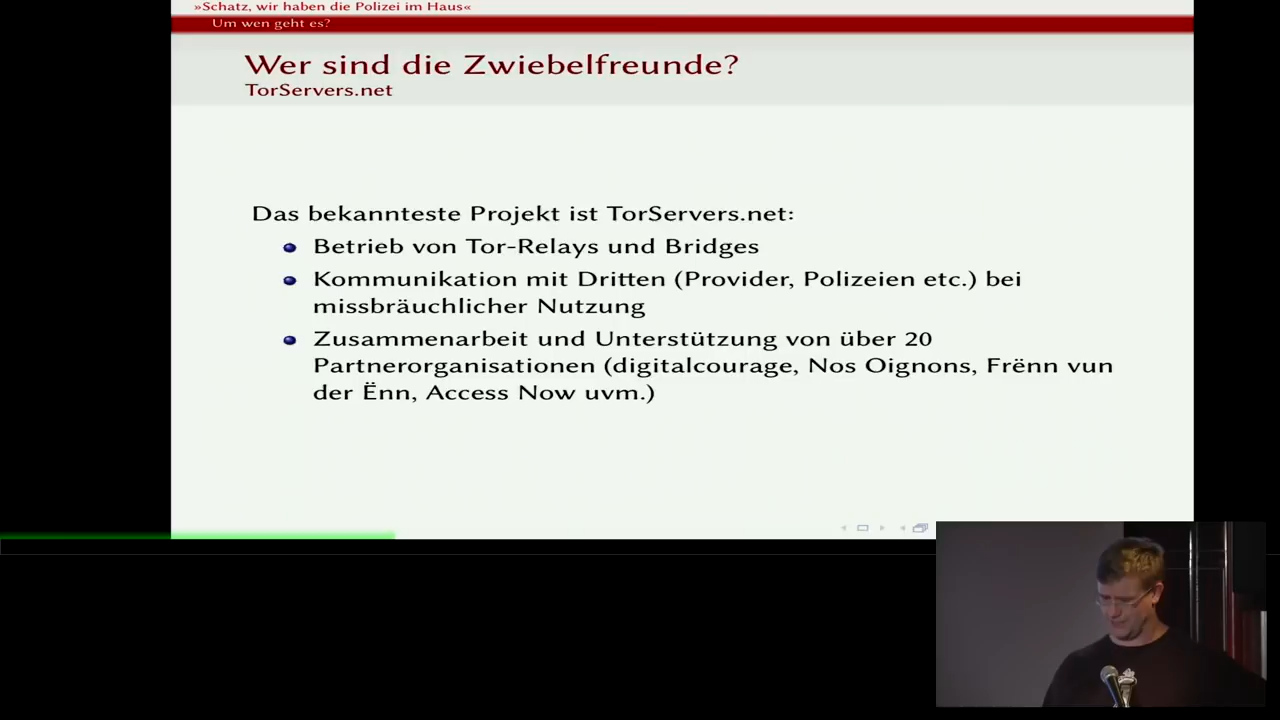 »Schatz, wir haben die Polizei im Haus«
Um wen geht es?
Wer sind die Zwiebelfreunde?
TorServers.net
Das bekannteste Projekt ist TorServers.net:
Betrieb von Tor-Relays und Bridges
Kommunikation mit Dritten (Provider, Polizeien etc.) bei
missbräuchlicher Nutzung
Zusammenarbeit und Unterstützung von über 20
Partnerorganisationen (digitalcourage, Nos Oignons, Frënn vun
der Ënn, Access Now uvm.)